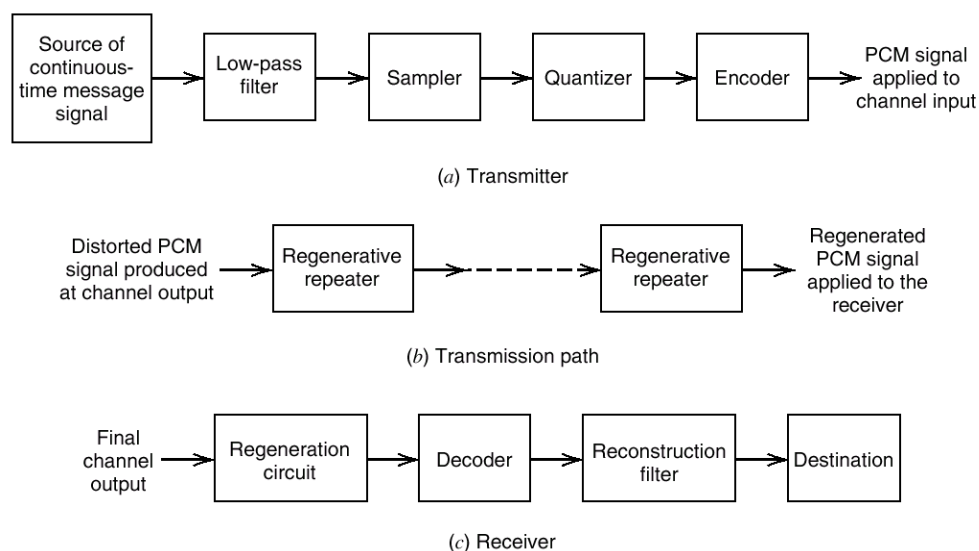 Source of
continuous-
time message
signal
Low-pass
filter
Sampler
Quantizer
Encoder
PCM signal
applied to
channel input
(a) Transmitter
Distorted PCM
signal produced
at channel output
Regenerative
repeater
Regenerative
repeater
Regenerated
PCM signal
applied to the
receiver
(b) Transmission path
Final
channel
output
Regeneration
circuit
Decoder
Reconstruction
filter
Destination
(c) Receiver